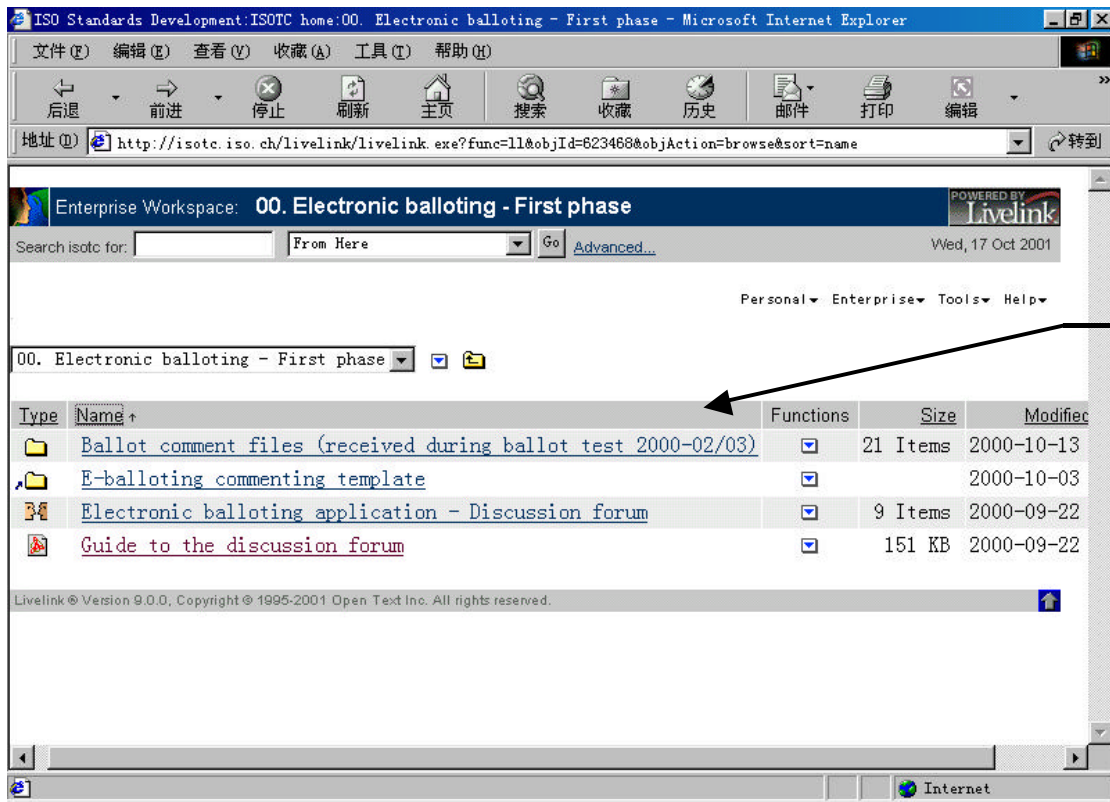 ISO Standards Development:ISOTC home:00. Electronic balloting - First phase - Microsoft Internet Explorer
文件(F) 编辑(E) 查看(V) 收藏(A) 工具(T) 帮助(H)
后退 前进 停止 刷新 主页 搜索 收藏 历史 邮件 打印 编辑 »
地址(D) http://isotc.iso.ch/livelink/livelink.exe?func=ll&objId=623468&objAction=browse&sort=name 转到
Enterprise Workspace: 00. Electronic balloting - First phase POWERED BY Livelink
Search isotc for: From Here Go Advanced... Wed, 17 Oct 2001
Personal Enterprise Tools Help
00. Electronic balloting - First phase
Type Name Functions Size Modified
Ballot comment files (received during ballot test 2000-02/03) 21 Items 2000-10-13
E-balloting commenting template 2000-10-03
Electronic balloting application - Discussion forum 9 Items 2000-09-22
Guide to the discussion forum 151 KB 2000-09-22
Livelink ® Version 9.0.0, Copyright © 1995-2001 Open Text Inc. All rights reserved.
Internet